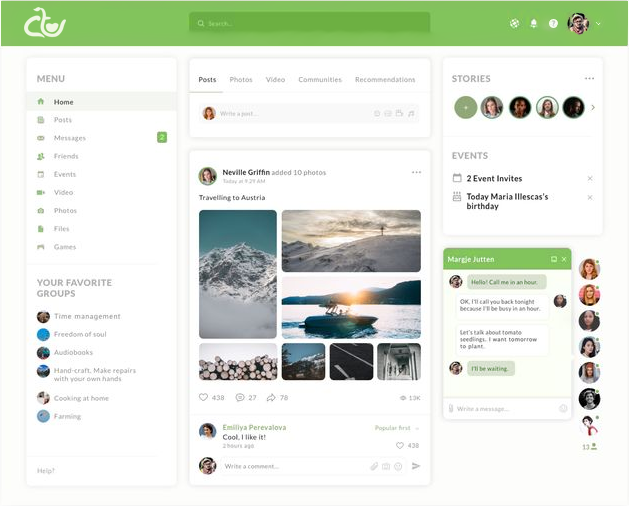 Search...
MENU
Home
Posts
Messages
2
Friends
Events
Video
Photos
Files
Games
YOUR FAVORITE
GROUPS
Time management
Freedom of soul
Audiobooks
Hand-craft. Make repairs
with your own hands
Cooking at home
Farming
Help?
Posts Photos Video Communities Recommendations
Write a post...
Neville Griffin added 10 photos
Today at 9.29 AM
Travelling to Austria
438 27 78 13K
Emiliya Perevalova
Popular first
Cool, I like it!
2 hours ago
438
Write a comment...
STORIES
EVENTS
2 Event Invites
Today Maria Illescas's
birthday
Margje Jutten
Hello! Call me in an hour.
OK. I'll call you back tonight
because I'll be busy in an hour.
Let's talk about tomato
seedlings. I want tomorrow
to plant.
I'll be waiting.
Write a message...
13